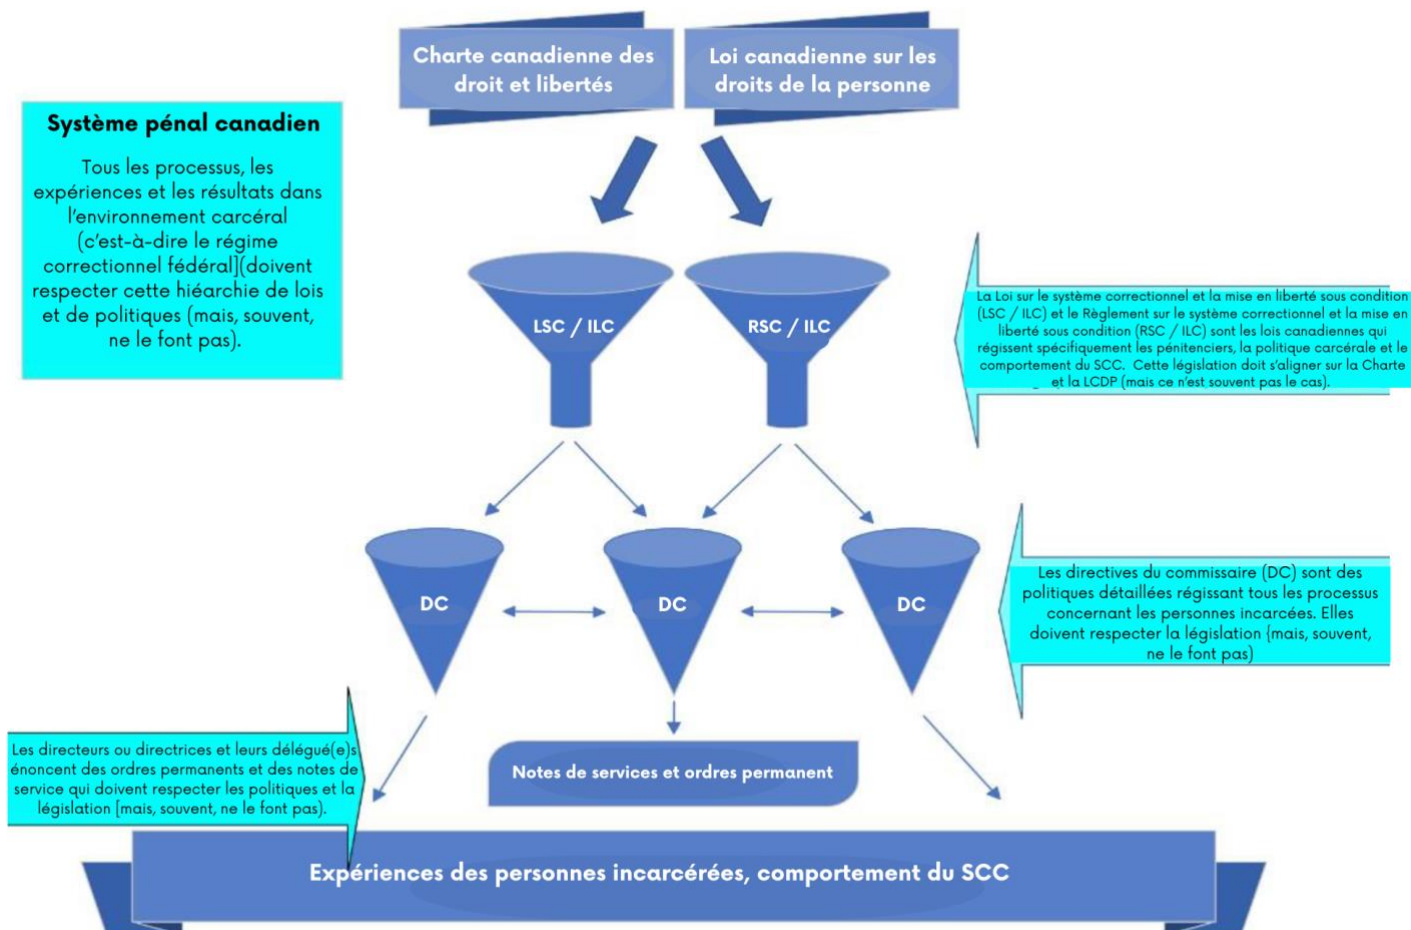 Charte canadienne des
droit et libertés
Loi canadienne sur les
droits de la personne
Système pénal canadien
Tous les processus, les
expériences et les résultats dans
l'environnement carcéral
(c'est-à-dire le régime
correctionnel fédéral](doivent
respecter cette hiéarchie de lois
et de politiques (mais, souvent,
ne le font pas).
LSC / ILC
RSC / ILC
La Loi sur le système correctionnel et la mise en liberté sous condition
(LSC / ILC) et le Règlement sur le système correctionnel et la mise en
liberté sous condition (RSC / ILC) sont les lois canadiennes qui
régissent spécifiquement les pénitenciers, la politique carcérale et le
comportement du SCC. Cette législation doit s'aligner sur la Charte
et la LCDP (mais ce n'est souvent pas le cas).
DC
DC
DC
Les directives du commissaire (DC) sont des
politiques détaillées régissant tous les processus
concernant les personnes incarcées. Elles
doivent respecter la législation (mais, souvent,
ne le font pas)
Les directeurs ou directrices et leurs délégué(e)s
énoncent des ordres permanents et des notes de
service qui doivent respecter les politiques et la
législation [mais, souvent, ne le font pas).
Notes de services et ordres permanent
Expériences des personnes incarcérées, comportement du SCC